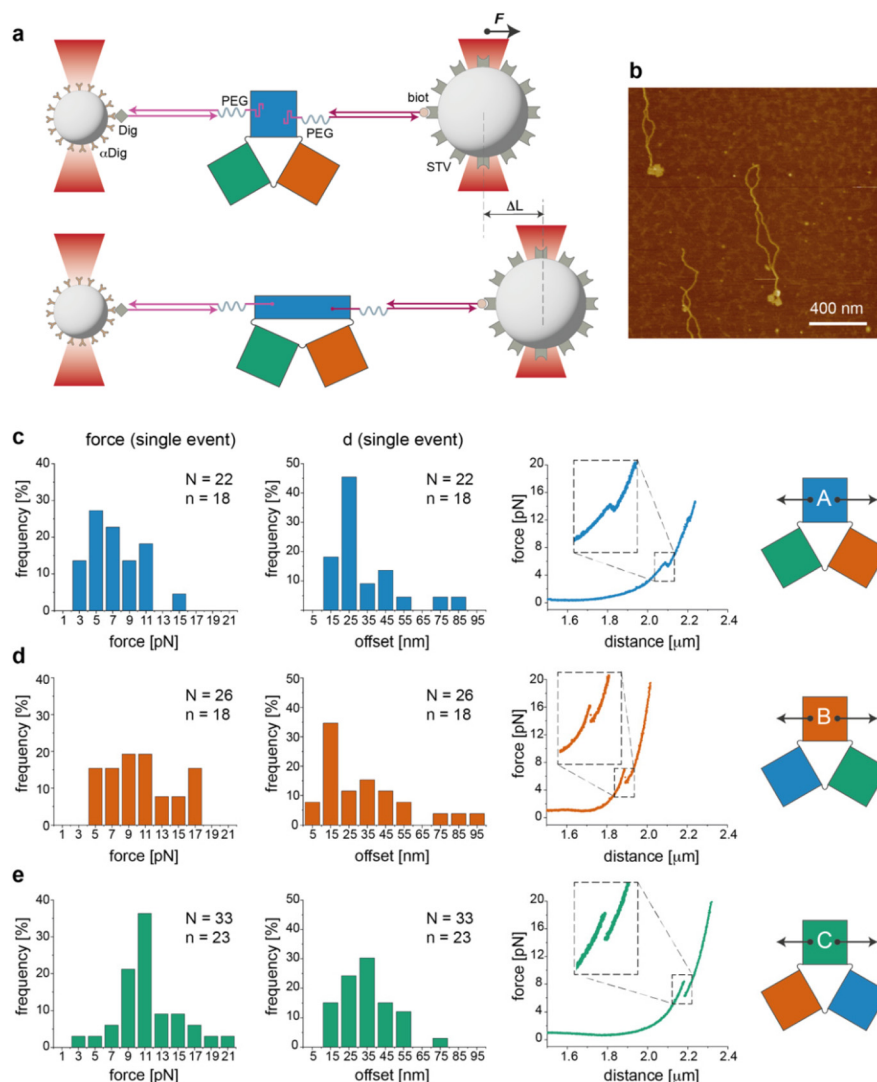 a
F
PEG
biot
Dig
PEG
αDig
STV
ΔL
b
400 nm
c
force (single event)
d (single event)
40
30
20
10
0
frequency [%]
N = 22
n = 18
1 3 5 7 9 11 13 15 17 19 21
force [pN]
50
40
30
20
10
0
frequency [%]
N = 22
n = 18
5 15 25 35 45 55 65 75 85 95
offset [nm]
20
16
12
8
4
0
force [pN]
1.6 1.8 2.0 2.2 2.4
distance [μm]
A
d
40
30
20
10
0
frequency [%]
N = 26
n = 18
1 3 5 7 9 11 13 15 17 19 21
force [pN]
50
40
30
20
10
0
frequency [%]
N = 26
n = 18
5 15 25 35 45 55 65 75 85 95
offset [nm]
20
16
12
8
4
0
force [pN]
1.6 1.8 2.0 2.2 2.4
distance [μm]
B
e
40
30
20
10
0
frequency [%]
N = 33
n = 23
1 3 5 7 9 11 13 15 17 19 21
force [pN]
50
40
30
20
10
0
frequency [%]
N = 33
n = 23
5 15 25 35 45 55 65 75 85 95
offset [nm]
20
16
12
8
4
0
force [pN]
1.6 1.8 2.0 2.2 2.4
distance [μm]
C